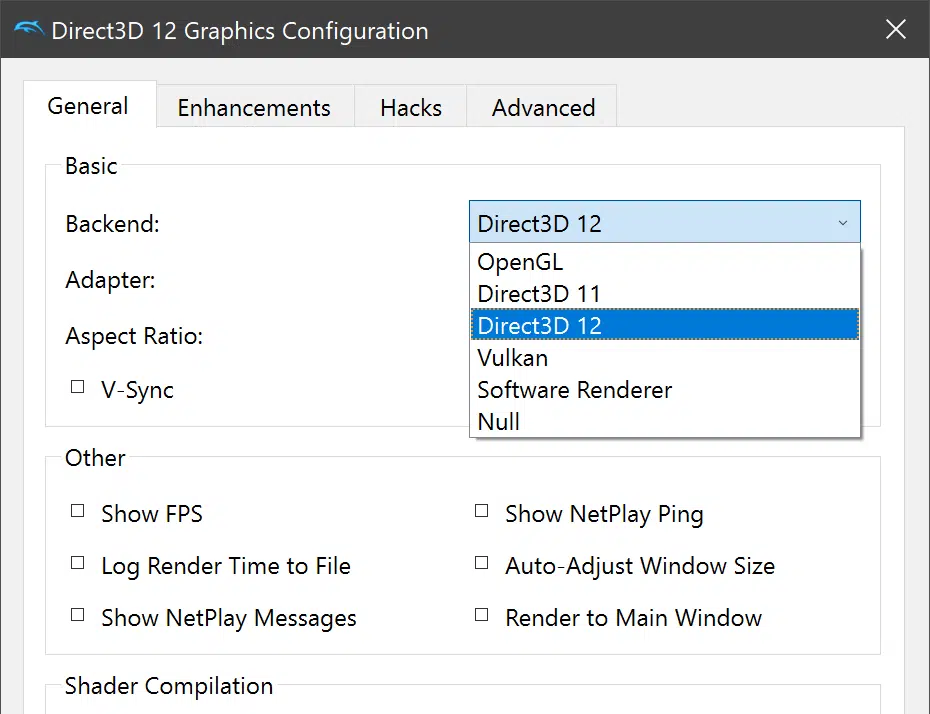 Direct3D 12 Graphics Configuration
General Enhancements Hacks Advanced
Basic
Backend: Direct3D 12
OpenGL
Adapter:
Direct3D 11
Direct3D 12
Aspect Ratio:
Vulkan
V-Sync
Software Renderer
Null
Other
Show FPS Show NetPlay Ping
Log Render Time to File Auto-Adjust Window Size
Show NetPlay Messages Render to Main Window
Shader Compilation